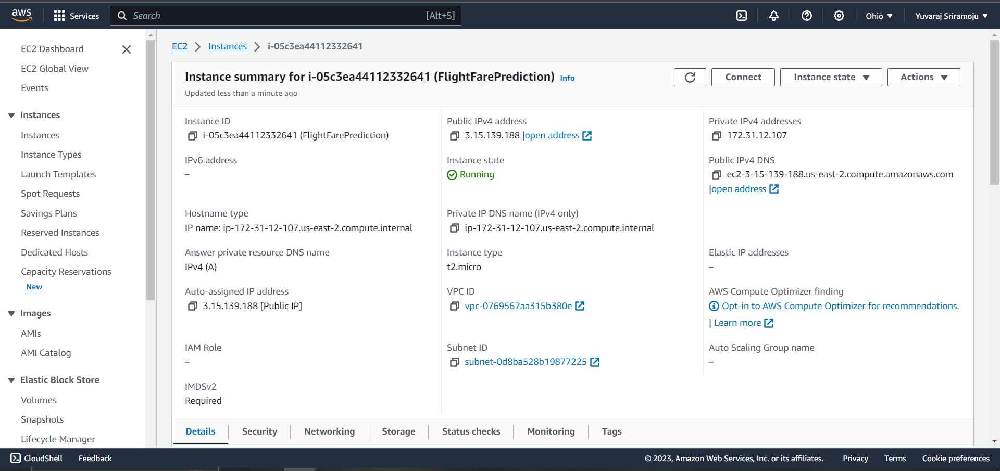 aws
Services
Search
[Alt+S]
Ohio
Yuvaraj Sriramoju
EC2 Dashboard
EC2 Global View
Events
Instances
Instances
Instance Types
Launch Templates
Spot Requests
Savings Plans
Reserved Instances
Dedicated Hosts
Capacity Reservations
New
Images
AMIs
AMI Catalog
Elastic Block Store
Volumes
Snapshots
Lifecycle Manager
EC2 > Instances > i-05c3ea44112332641
Instance summary for i-05c3ea44112332641 (FlightFarePrediction) Info
Updated less than a minute ago
Connect
Instance state
Actions
Instance ID
i-05c3ea44112332641 (FlightFarePrediction)
Public IPv4 address
3.15.139.188 |open address
Private IPv4 addresses
172.31.12.107
IPv6 address
–
Instance state
Running
Public IPv4 DNS
ec2-3-15-139-188.us-east-2.compute.amazonaws.com
|open address
Hostname type
IP name: ip-172-31-12-107.us-east-2.compute.internal
Private IP DNS name (IPv4 only)
ip-172-31-12-107.us-east-2.compute.internal
Answer private resource DNS name
IPv4 (A)
Instance type
t2.micro
Elastic IP addresses
–
Auto-assigned IP address
3.15.139.188 [Public IP]
VPC ID
vpc-0769567aa315b380e
AWS Compute Optimizer finding
Opt-in to AWS Compute Optimizer for recommendations.
| Learn more
IAM Role
–
Subnet ID
subnet-0d8ba528b19877225
Auto Scaling Group name
–
IMDSv2
Required
Details
Security
Networking
Storage
Status checks
Monitoring
Tags
CloudShell
Feedback
© 2023, Amazon Web Services, Inc. or its affiliates.
Privacy
Terms
Cookie preferences